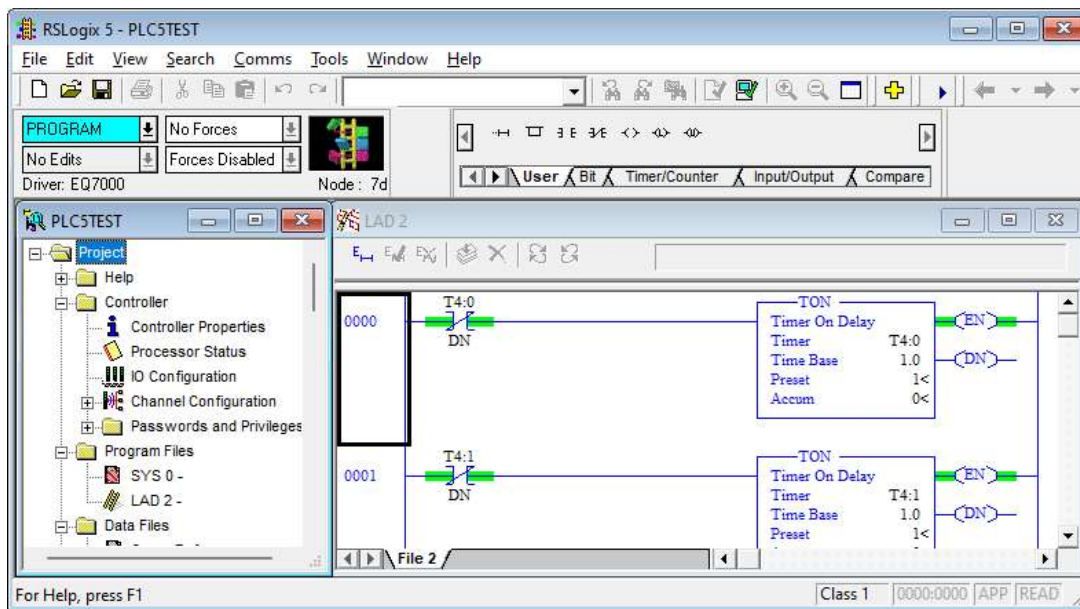 RSLogix 5 - PLC5TEST
File Edit View Search Comms Tools Window Help
PROGRAM No Forces
No Edits Forces Disabled
Driver: EQ7000 Node : 7d
User Bit Timer/Counter Input/Output Compare
PLC5TEST
Project
Help
Controller
Controller Properties
Processor Status
IO Configuration
Channel Configuration
Passwords and Privileges
Program Files
SYS 0 -
LAD 2 -
Data Files
LAD 2
0000
T4:0
DN
TON
Timer On Delay
Timer T4:0
Time Base 1.0
Preset 1<
Accum 0<
EN
DN
0001
T4:1
DN
TON
Timer On Delay
Timer T4:1
Time Base 1.0
Preset 1<
EN
DN
File 2
For Help, press F1 Class 1 0000:0000 APP READ